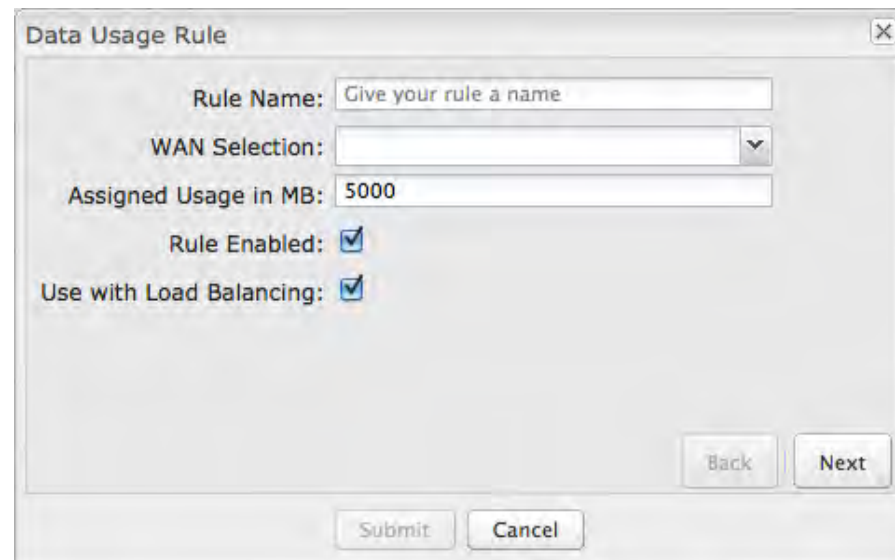 Data Usage Rule
Rule Name: Give your rule a name
WAN Selection:
Assigned Usage in MB: 5000
Rule Enabled:
Use with Load Balancing:
Back Next
Submit Cancel